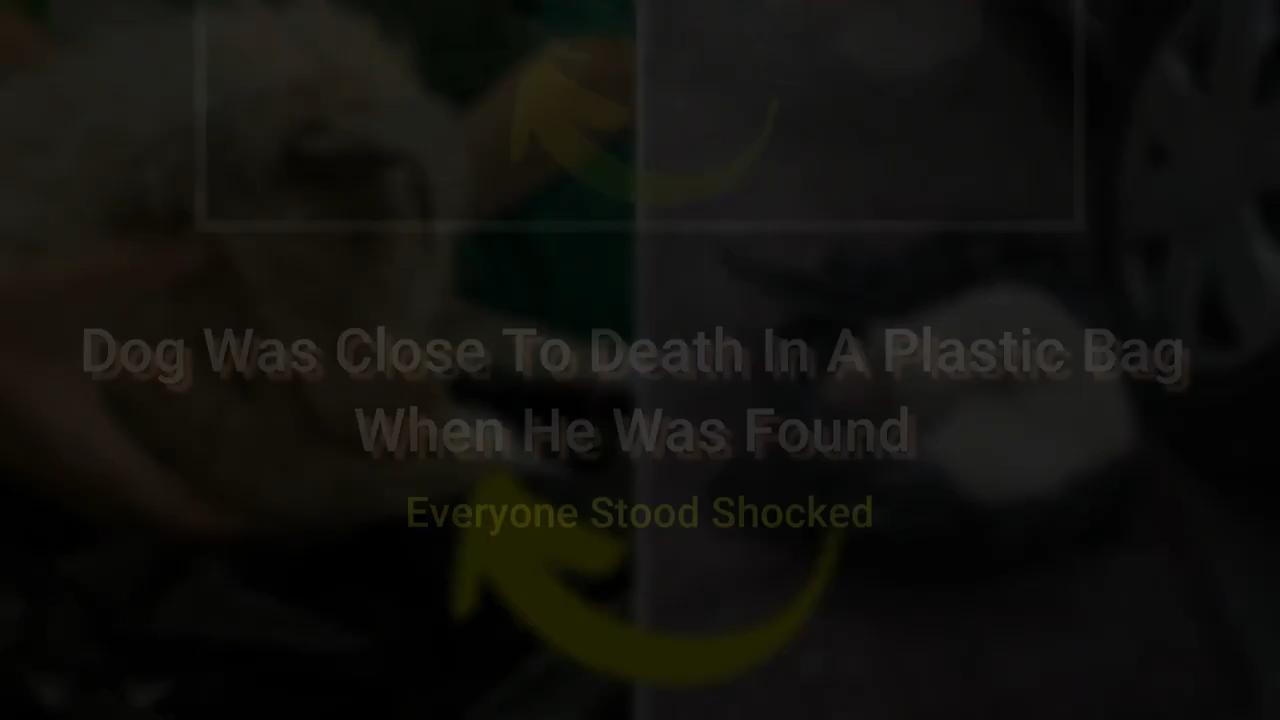 Dog Was Close To Death In A Plastic Bag
When He Was Found
Everyone Stood Shocked